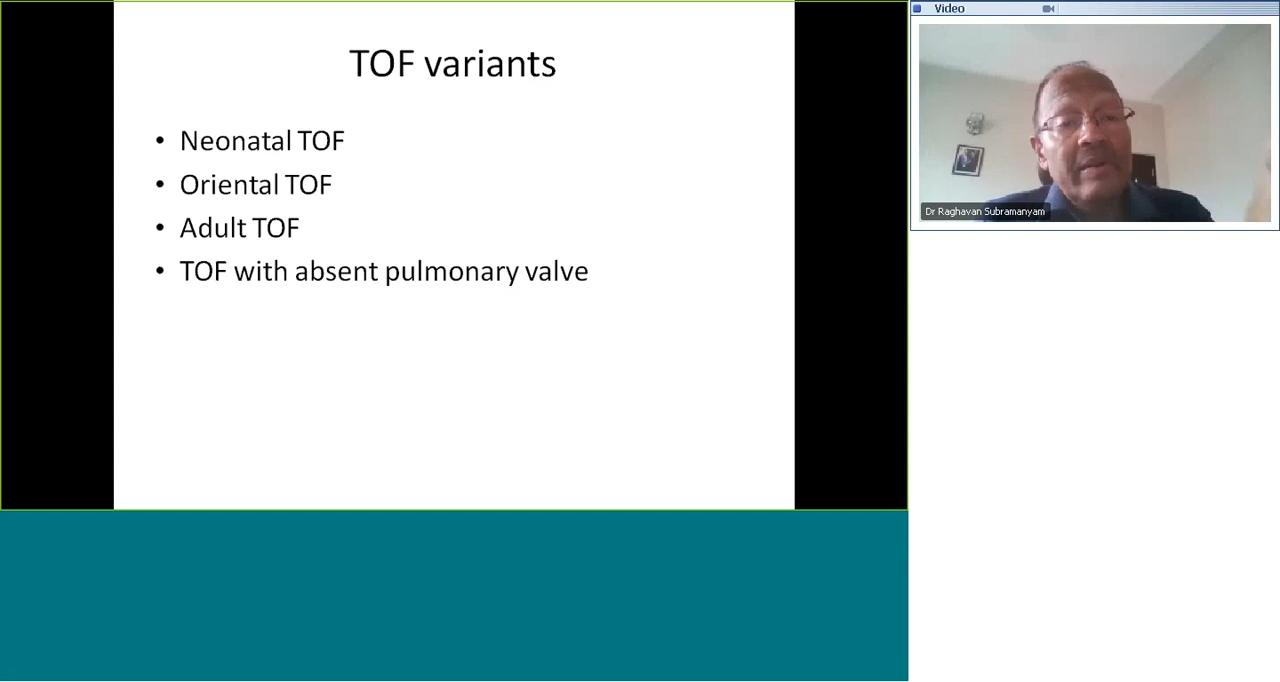 TOF variants
• Neonatal TOF
• Oriental TOF
• Adult TOF
• TOF with absent pulmonary valve
Video
Dr Raghavan Subramanyam